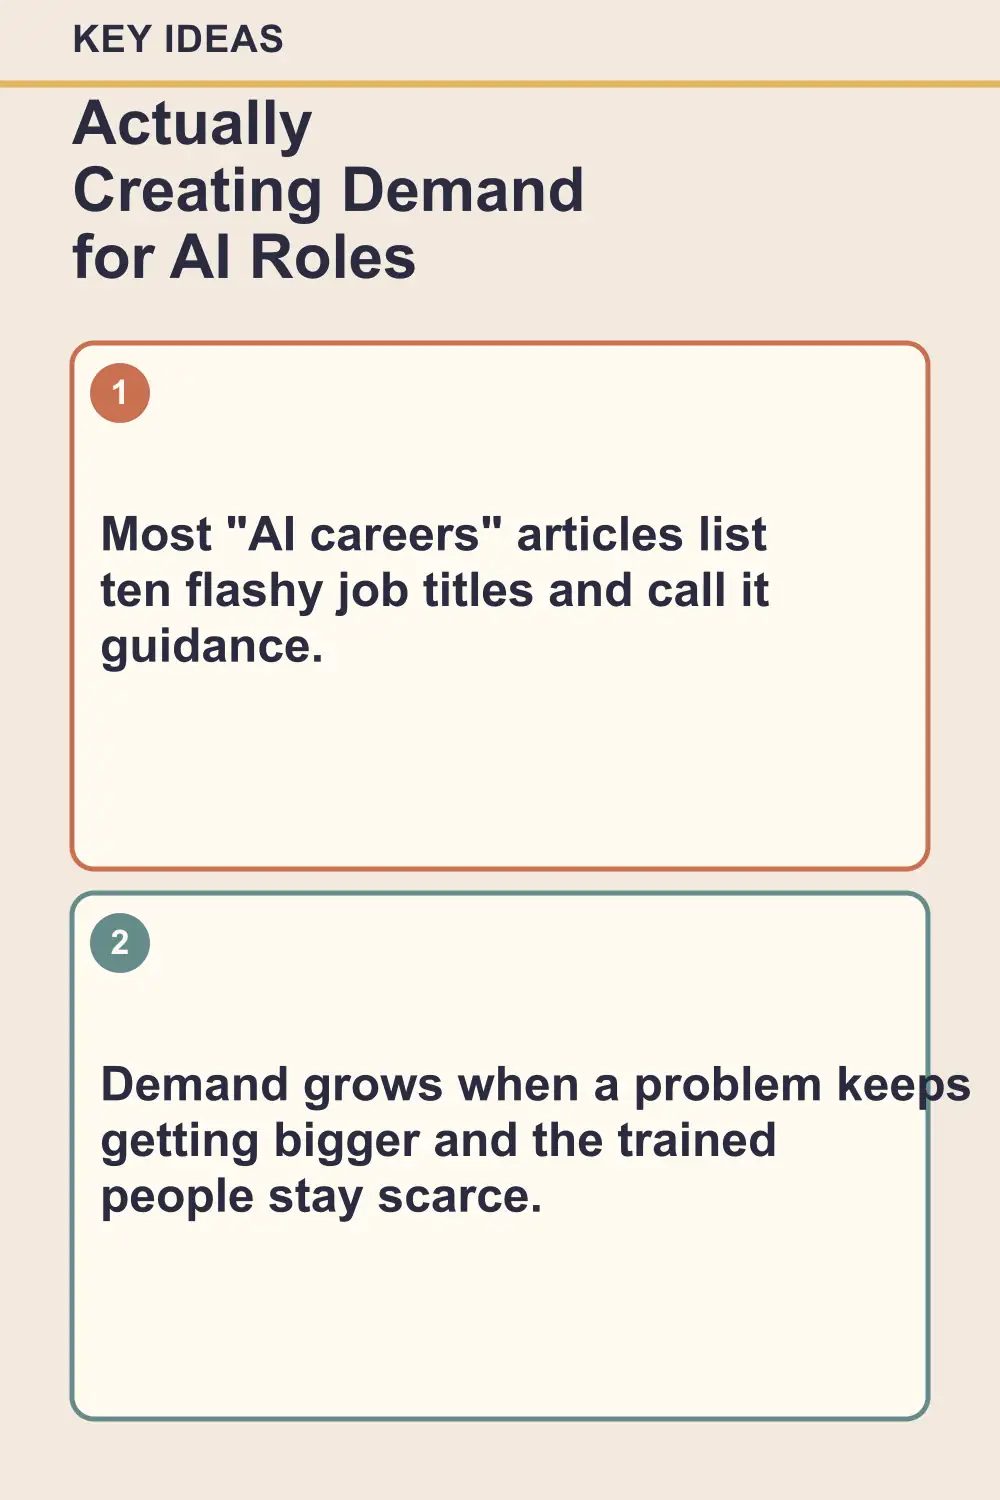 KEY IDEAS
Actually
Creating Demand
for AI Roles
1
Most "AI careers" articles list
ten flashy job titles and call it
guidance.
2
Demand grows when a problem keeps
getting bigger and the trained
people stay scarce.